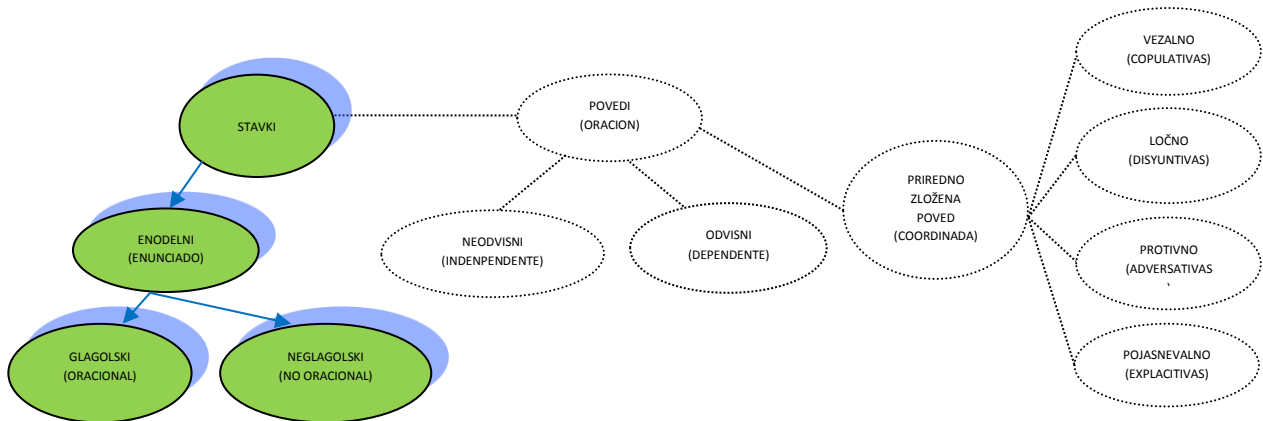 STAVKI
ENODELNI
(ENUNCIADO)
GLAGOLSKI
(ORACIONAL)
NEGLAGOLSKI
(NO ORACIONAL)
POVEDI
(ORACION)
NEODVISNI
(INDENPENDENTE)
ODVISNI
(DEPENDENTE)
PRIREDNO
ZLOŽENA
POVED
(COORDINADA)
VEZALNO
(COPULATIVAS)
LOČNO
(DISYUNTIVAS)
PROTIVNO
(ADVERSATIVAS
POJASNEVALNO
(EXPLACITIVAS)